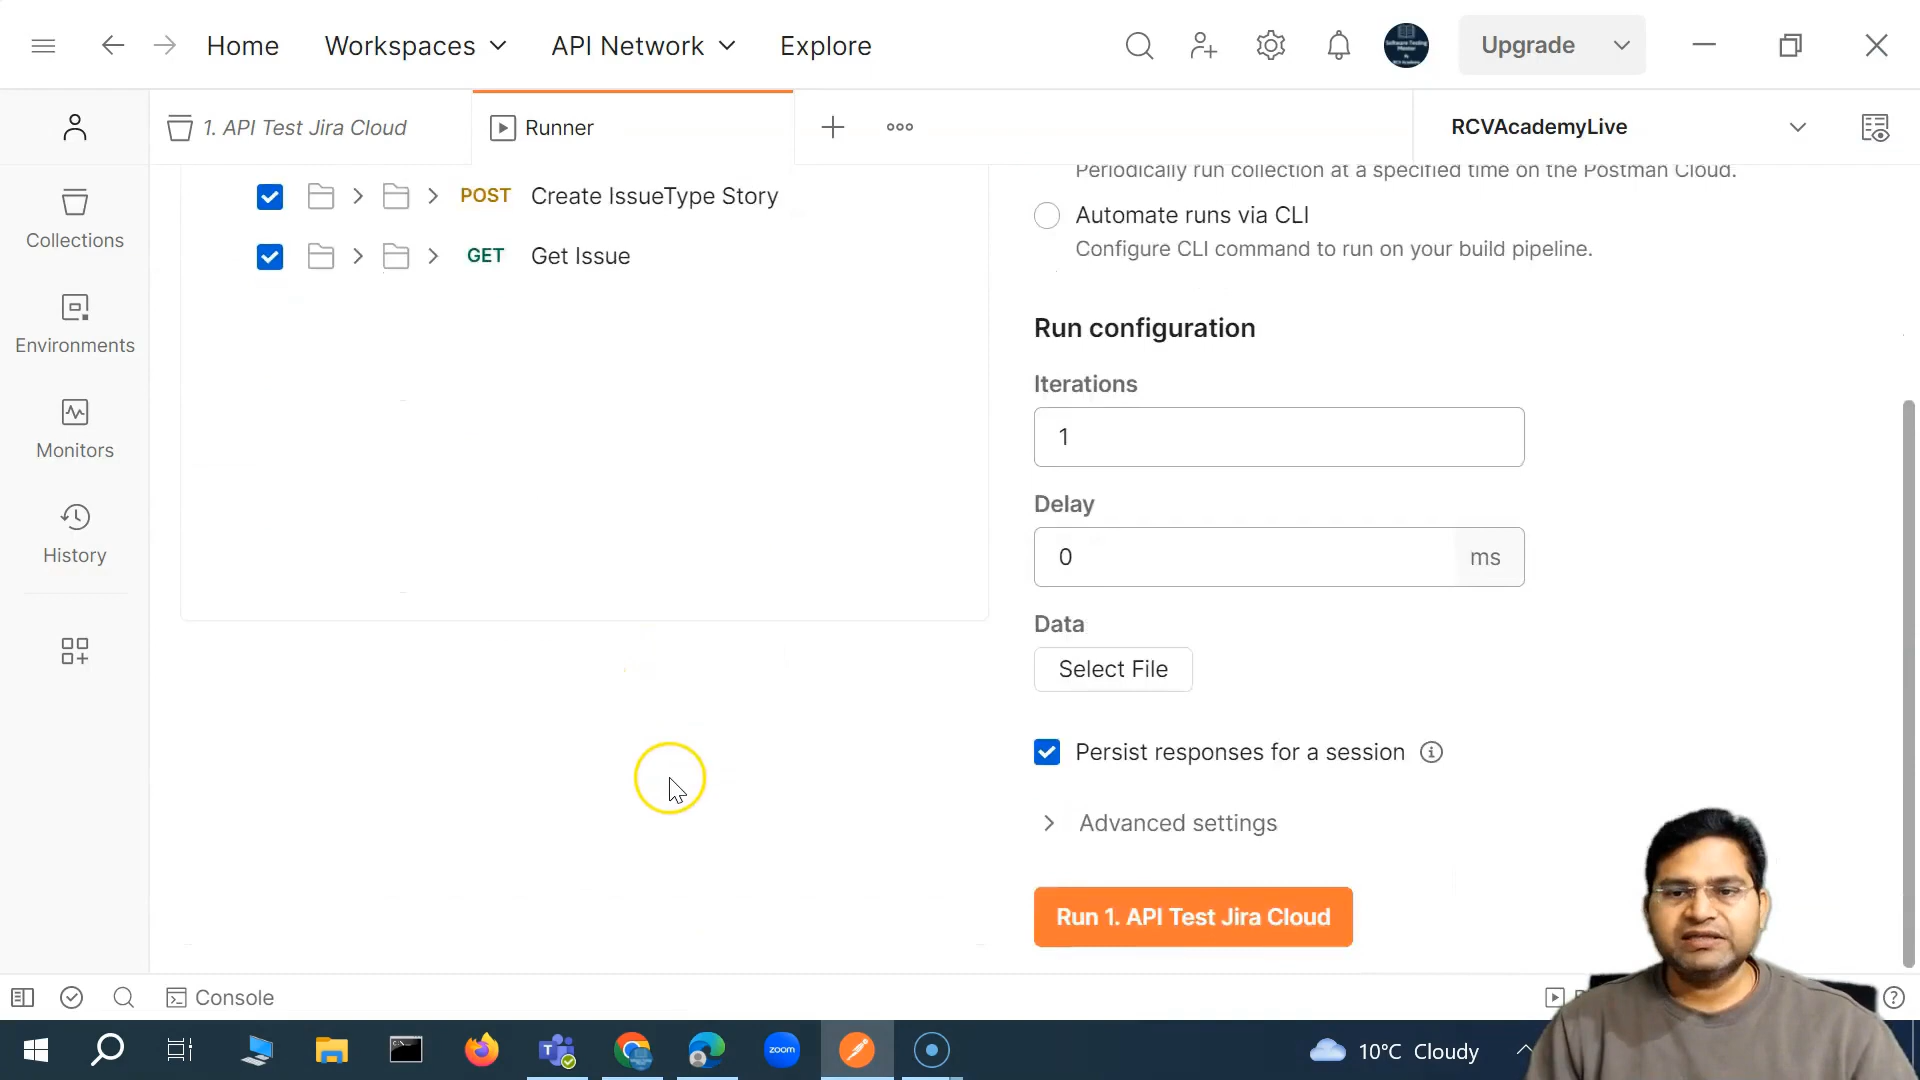 Home
Workspaces
API Network
Explore
Upgrade
1. API Test Jira Cloud
Runner
RCVAcademyLive
Collections
Environments
Monitors
History
POST Create IssueType Story
GET Get Issue
Periodically run collection at a specified time on the Postman Cloud.
Automate runs via CLI
Configure CLI command to run on your build pipeline.
Run configuration
Iterations
1
Delay
0 ms
Data
Select File
Persist responses for a session
Advanced settings
Run 1. API Test Jira Cloud
Console
zoom
10°C Cloudy